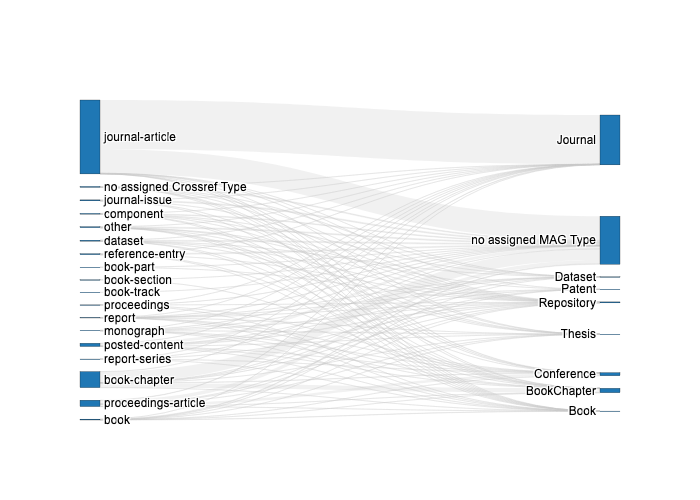 journal-article
no assigned Crossref Type
journal-issue
component
other
dataset
reference-entry
book-part
book-section
book-track
proceedings
report
monograph
posted-content
report-series
book-chapter
proceedings-article
book
Journal
no assigned MAG Type
Dataset
Patent
Repository
Thesis
Conference
BookChapter
Book